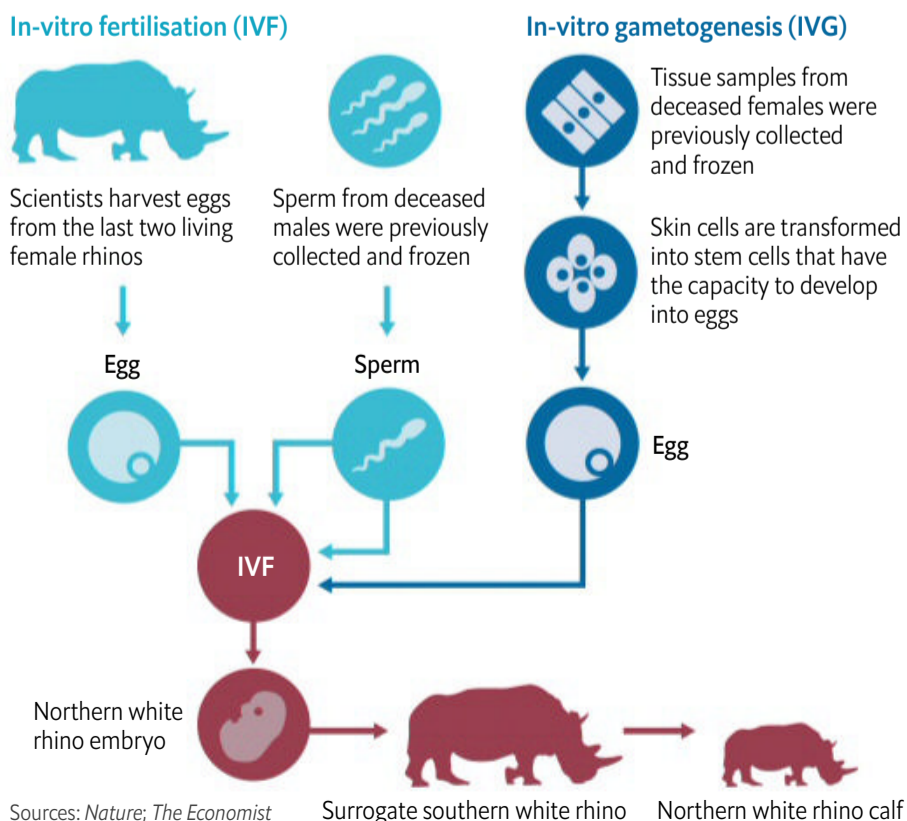 In-vitro fertilisation (IVF)
Scientists harvest eggs
from the last two living
female rhinos
Sperm from deceased
males were previously
collected and frozen
Egg
Sperm
In-vitro gametogenesis (IVG)
Tissue samples from
deceased females were
previously collected
and frozen
Skin cells are transformed
into stem cells that have
the capacity to develop
into eggs
Egg
IVF
Northern white
rhino embryo
Surrogate southern white rhino
Northern white rhino calf
Sources: Nature; The Economist